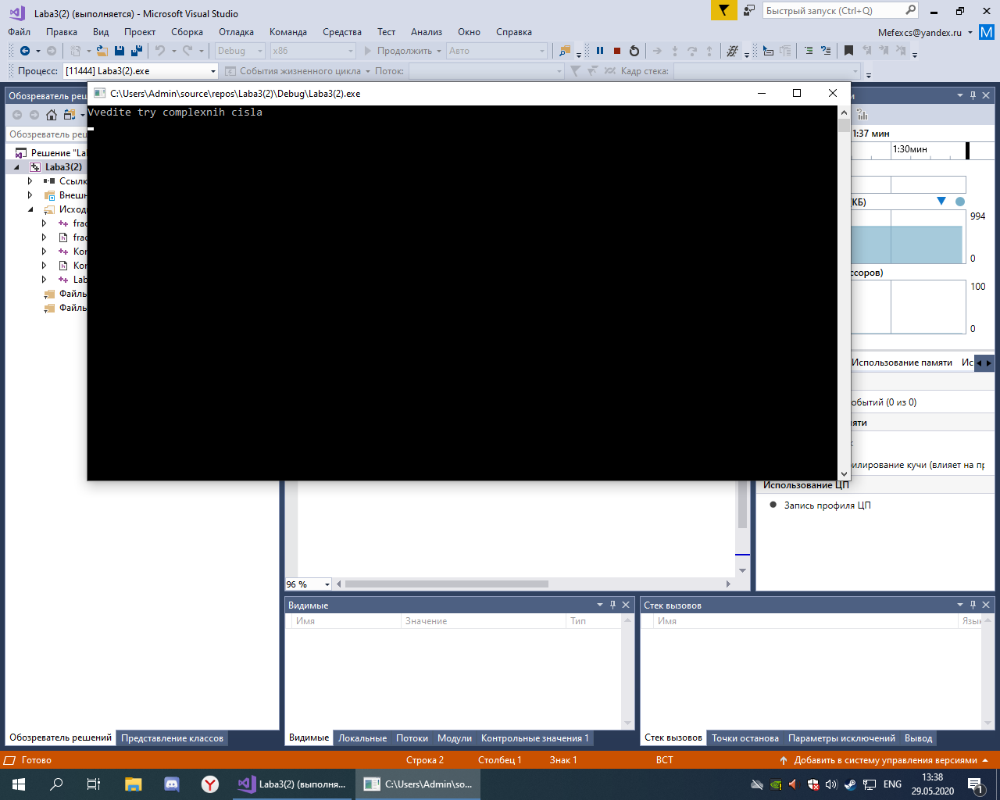 Laba3(2) (выполняется) - Microsoft Visual Studio
Быстрый запуск (Ctrl+Q)
Файл Правка Вид Проект Сборка Отладка Команда Средства Тест Анализ Окно Справка
Mefexcs@yandex.ru M
Debug x86 Продолжить Авто
Процесс: [11444] Laba3(2).exe События жизненного цикла Поток: Кадр стека:
Обозреватель
C:\Users\Admin\source\repos\Laba3(2)\Debug\Laba3(2).exe
Vvedite try complexnih cisla
Обозреватель
Решение "La
Laba3(2)
Ссылк
Внешн
Исход
frac
frac
Kor
Kor
Lab
Файль
Файль
1:37 мин
1:30мин
(КБ)
994
0
ссоров)
100
0
Использование памяти Ис
обытий (0 из 0)
яти
илирование кучи (влияет на пр
Использование ЦП
Запись профиля ЦП
96 %
Видимые
Имя Значение Тип
Стек вызовов
Имя Язык
Обозреватель решений Представление классов
Видимые Локальные Потоки Модули Контрольные значения 1
Стек вызовов Точки останова Параметры исключений Вывод
Готово Строка 2 Столбец 1 Знак 1 ВСТ Добавить в систему управления версиями
Laba3(2) (выполня... C:\Users\Admin\so... ENG 13:38
29.05.2020 1